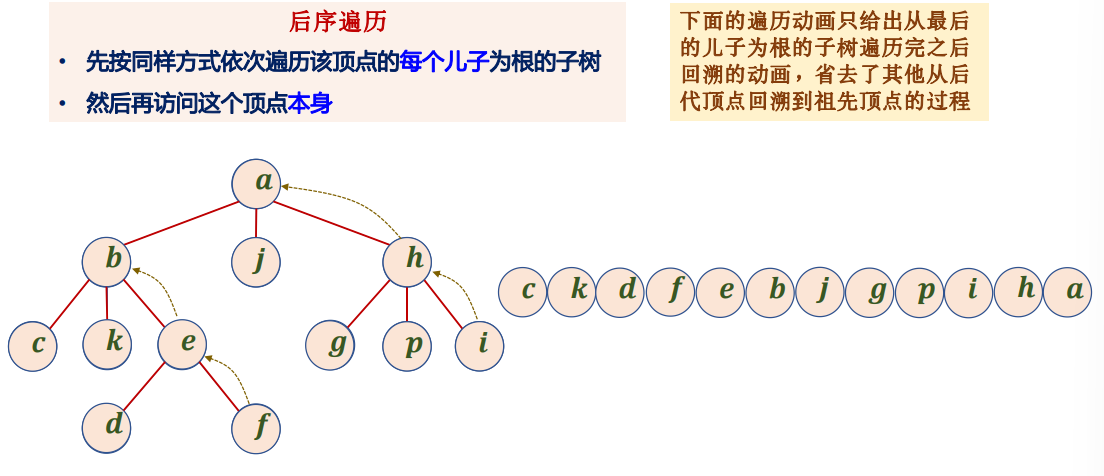 后序遍历
• 先按同样方式依次遍历该顶点的每个儿子为根的子树
• 然后再访问这个顶点本身
下面的遍历动画只给出从最后
的儿子为根的子树遍历完之后
回溯的动画，省去了其他从后
代顶点回溯到祖先顶点的过程
a
b j h
c k e g p i
d f
c k d f e b j g p i h a